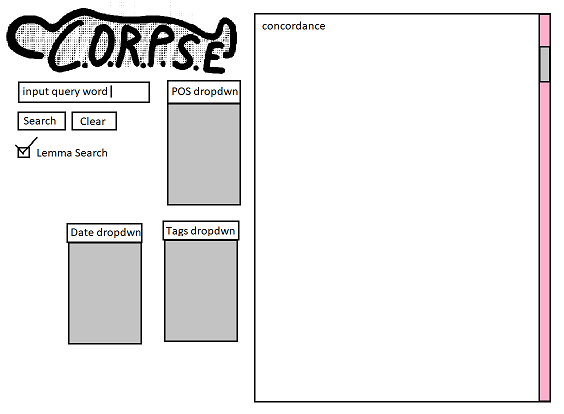 C.O.R.P.S.E
input query word
POS dropdwn
Search
Clear
Lemma Search
Date dropdwn
Tags dropdwn
concordance